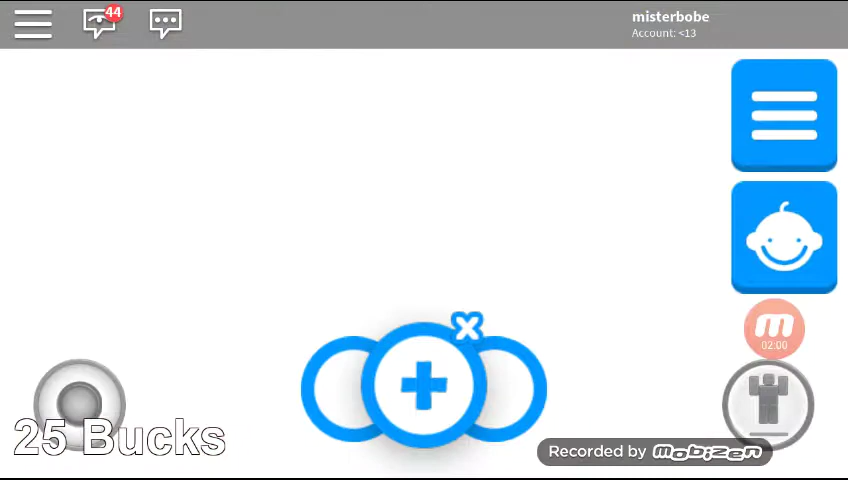 44
misterbobe
Account: <13
m
02:00
25 Bucks
Recorded by mobizen